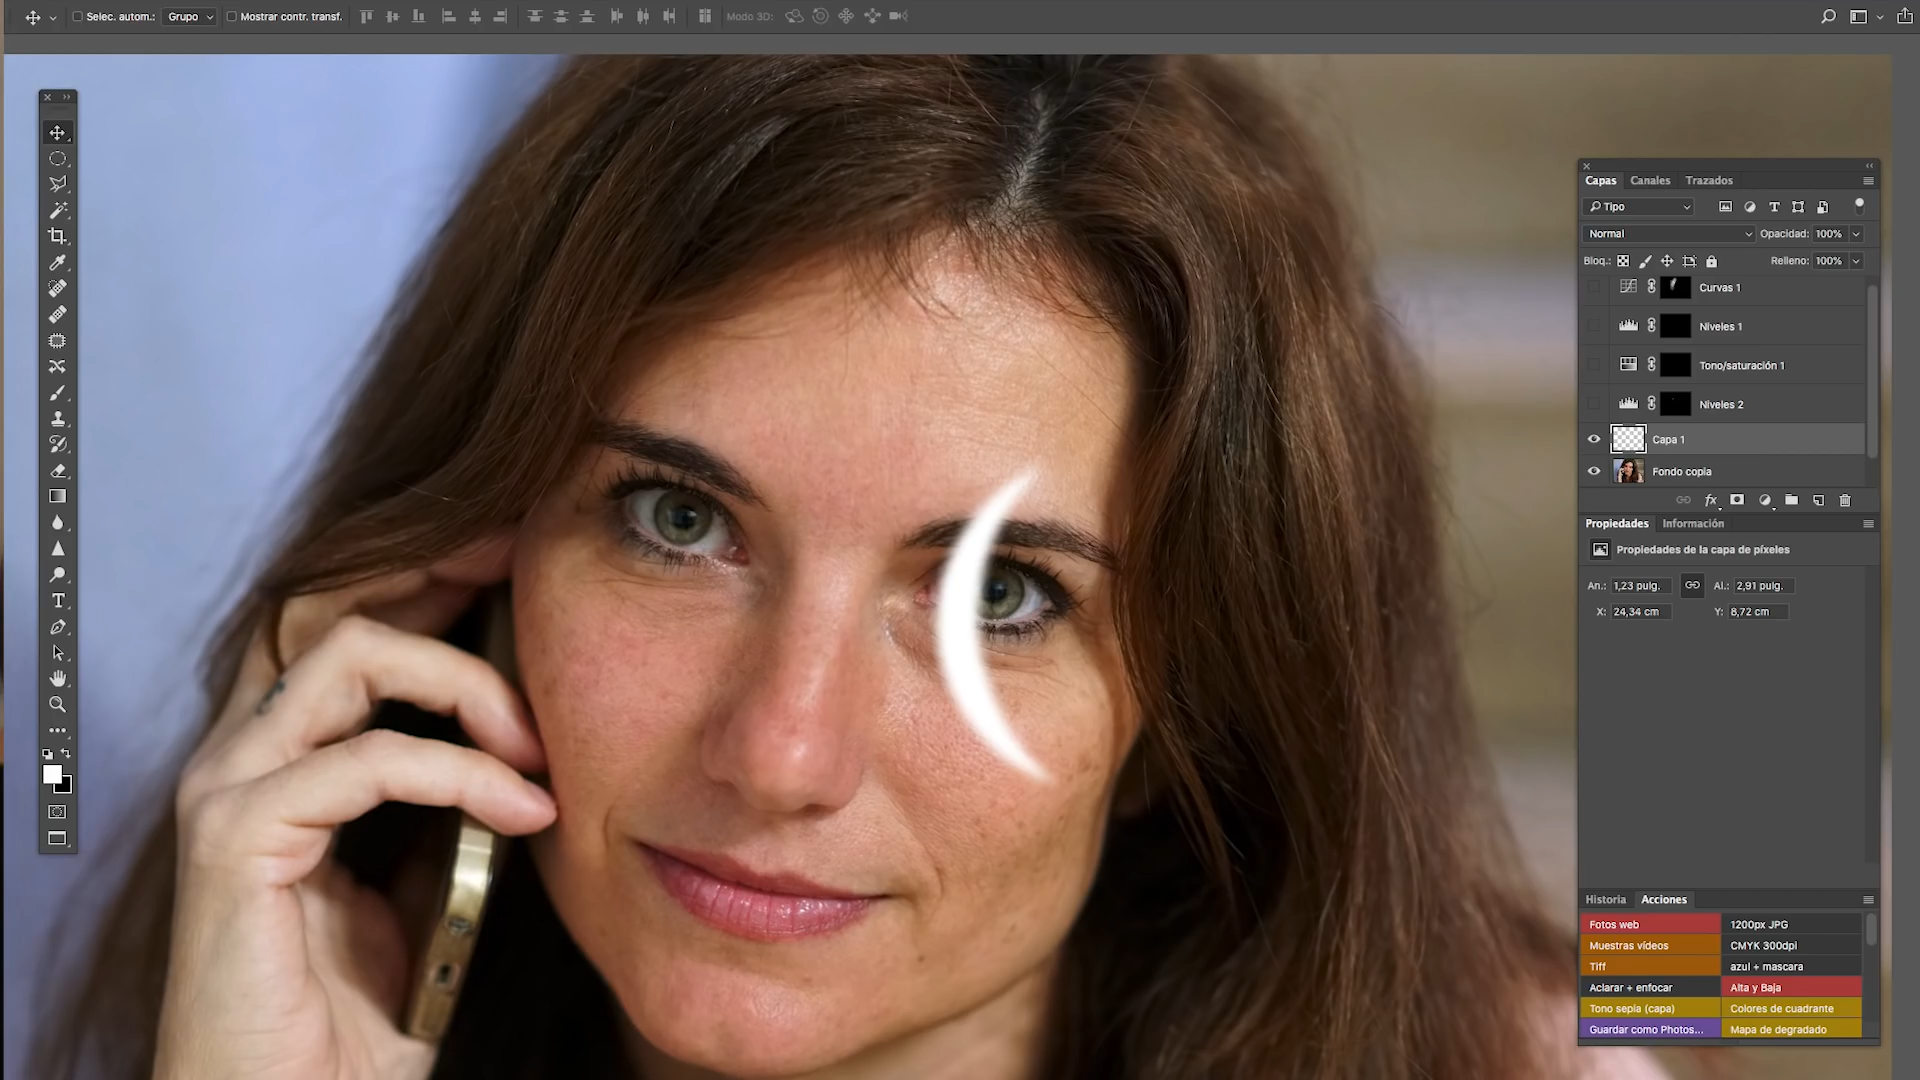 Selec. autom.: Grupo Mostrar contr. transf. Modo 3D:
Capas Canales Trazados
Tipo
Normal Opacidad: 100%
Bloq.: Relleno: 100%
Curvas 1
Niveles 1
Tono/saturación 1
Niveles 2
Capa 1
Fondo copia
fx
Propiedades Información
Propiedades de la capa de píxeles
An.: 1,23 pulg. Al.: 2,91 pulg.
X: 24,34 cm Y: 8,72 cm
Historia Acciones
Fotos web 1200px JPG
Muestras vídeos CMYK 300dpi
Tiff azul + mascara
Aclarar + enfocar Alta y Baja
Tono sepia (capa) Colores de cuadrante
Guardar como Photos... Mapa de degradado